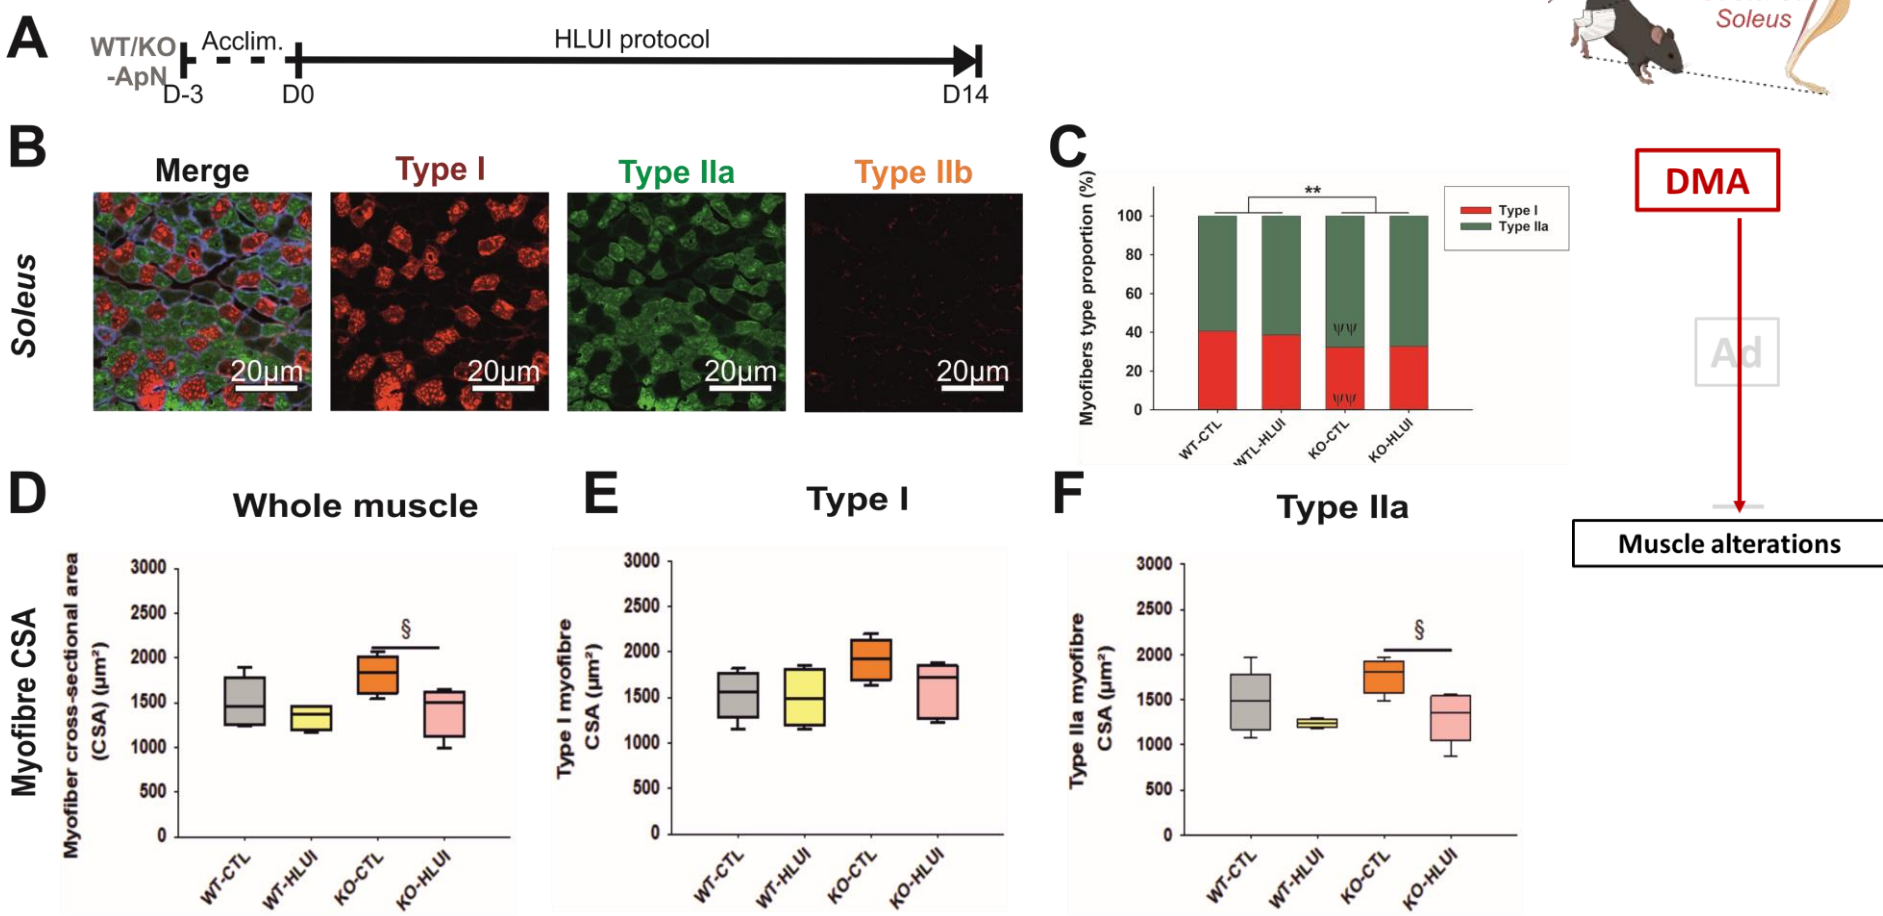 A
WT/KO
-ApN
Acclim.
HLUI protocol
D-3
D0
D14
Soleus
B
Merge
Type I
Type IIa
Type IIb
Soleus
20µm
20µm
20µm
20µm
C
Myofibers type proportion (%)
100
80
60
40
20
0
**
ΨΨ
ΨΨ
Type I
Type IIa
WT-CTL
WTL-HLUI
KO-CTL
KO-HLUI
DMA
Ad
Muscle alterations
Myofibre CSA
D
Whole muscle
Myofiber cross-sectional area
(CSA) (µm²)
3000
2500
2000
1500
1000
500
0
§
WT-CTL
WT-HLUI
KO-CTL
KO-HLUI
E
Type I
Type I myofibre
CSA (µm²)
3000
2500
2000
1500
1000
500
0
WT-CTL
WT-HLUI
KO-CTL
KO-HLUI
F
Type IIa
Type IIa myofibre
CSA (µm²)
3000
2500
2000
1500
1000
500
0
§
WT-CTL
WT-HLUI
KO-CTL
KO-HLUI